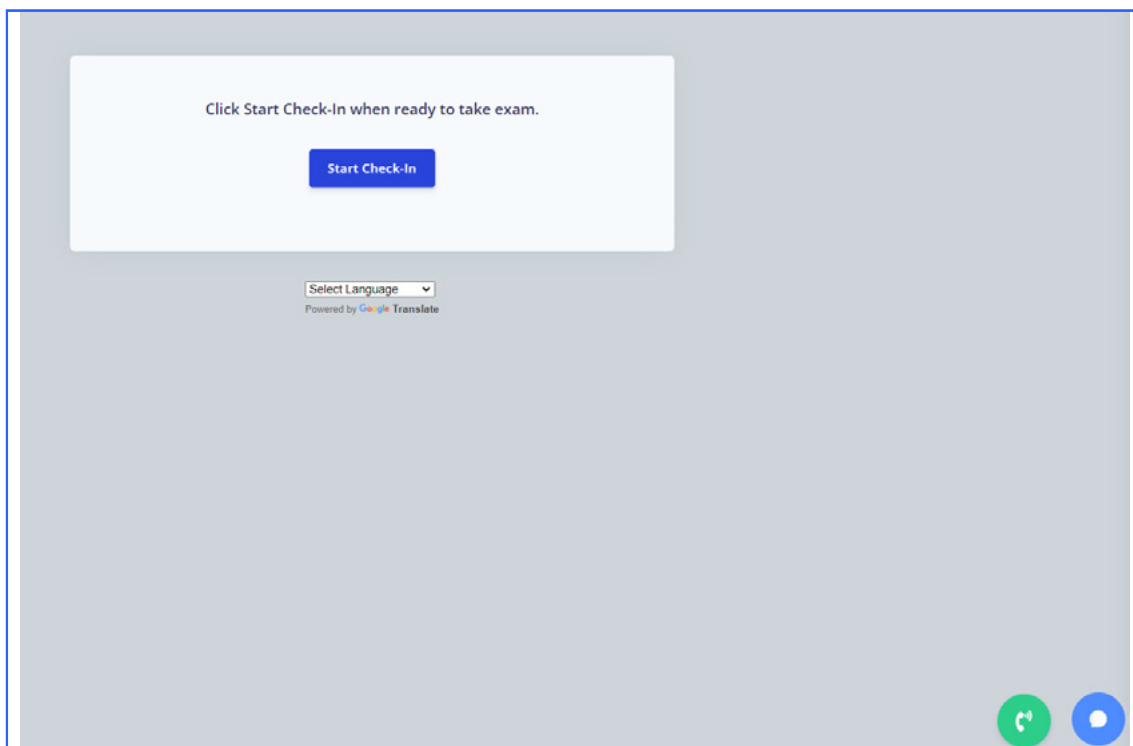 Click Start Check-In when ready to take exam.
Start Check-In
Select Language
Powered by Google Translate